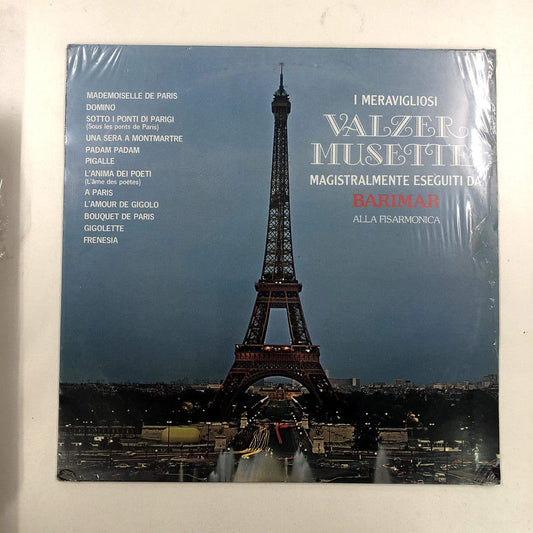 MADEMOISELLE DE PARIS
DOMINO
SOTTO I PONTI DI PARIGI
(Sous les ponts de Paris)
UNA SERA A MONTMARTRE
PADAM PADAM
PIGALLE
L'ANIMA DEI POETI
(L'âme des poètes)
A PARIS
L'AMOUR DE GIGOLO
BOUQUET DE PARIS
GIGOLETTE
FRENESIA
I MERAVIGLIOSI
VALZER
MUSETTE
MAGISTRALMENTE ESEGUITI DA
BARIMAR
ALLA FISARMONICA